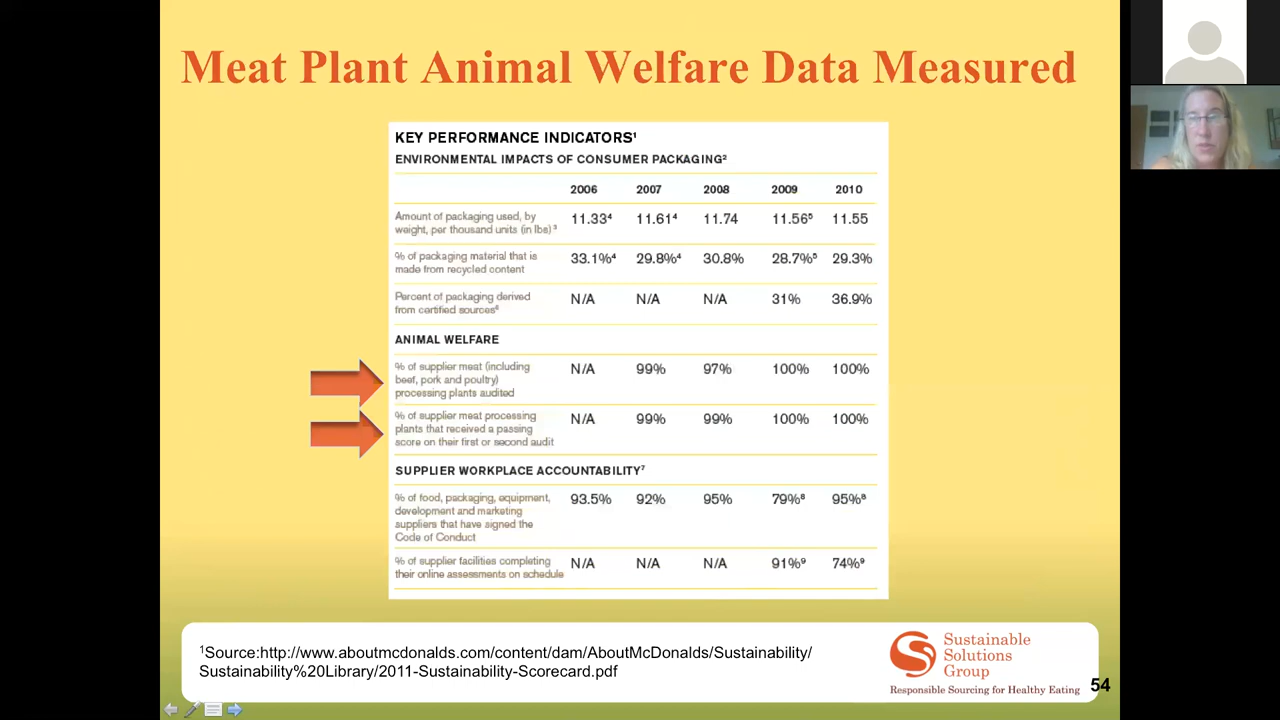 Meat Plant Animal Welfare Data Measured
KEY PERFORMANCE INDICATORS¹
ENVIRONMENTAL IMPACTS OF CONSUMER PACKAGING²
2006 2007 2008 2009 2010
Amount of packaging used, by
weight, per thousand units (in lbs)³ 11.33⁴ 11.61⁴ 11.74 11.56⁵ 11.55
% of packaging material that is
made from recycled content 33.1%⁴ 29.8%⁴ 30.8% 28.7%⁵ 29.3%
Percent of packaging derived
from certified sources⁶ N/A N/A N/A 31% 36.9%
ANIMAL WELFARE
% of supplier meat (including
beef, pork and poultry)
processing plants audited N/A 99% 97% 100% 100%
% of supplier meat processing
plants that received a passing
score on their first or second audit N/A 99% 99% 100% 100%
SUPPLIER WORKPLACE ACCOUNTABILITY⁷
% of food, packaging, equipment,
development and marketing
suppliers that have signed the
Code of Conduct 93.5% 92% 95% 79%⁸ 95%⁸
% of supplier facilities completing
their online assessments on schedule N/A N/A N/A 91%⁹ 74%⁹
¹Source:http://www.aboutmcdonalds.com/content/dam/AboutMcDonalds/Sustainability/
Sustainability%20Library/2011-Sustainability-Scorecard.pdf
Sustainable
Solutions
Group
Responsible Sourcing for Healthy Eating
54